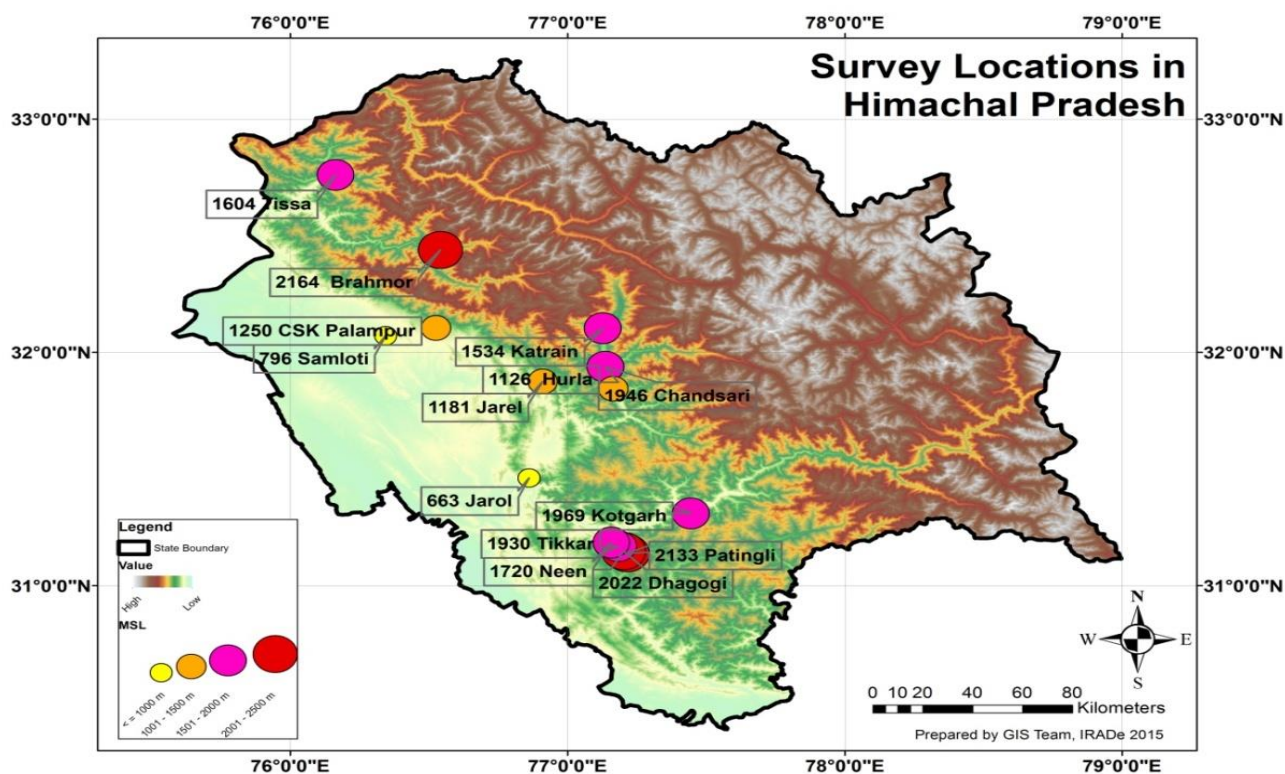 76°0'0"E 77°0'0"E 78°0'0"E 79°0'0"E
Survey Locations in
Himachal Pradesh
33°0'0"N 33°0'0"N
1604 Tissa
2164 Brahmor
1250 CSK Palampur
32°0'0"N 32°0'0"N
796 Samloti
1534 Katrain
1126 Hurla
1946 Chandsari
1181 Jarel
663 Jarol
1969 Kotgarh
1930 Tikkar
2133 Patingli
1720 Neen
2022 Dhagogi
31°0'0"N 31°0'0"N
Legend
State Boundary
Value
High Low
MSL
< = 1000 m
1001 - 1500 m
1501 - 2000 m
2001 - 2500 m
N
W E
S
0 10 20 40 60 80
Kilometers
Prepared by GIS Team, IRADe 2015
76°0'0"E 77°0'0"E 78°0'0"E 79°0'0"E